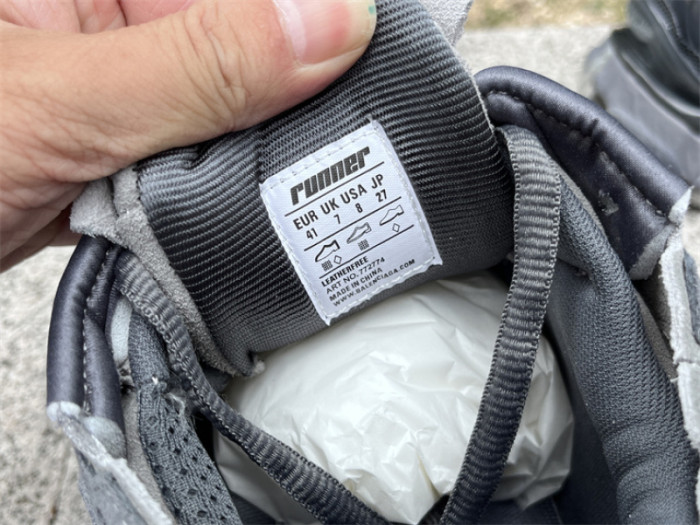 runner
EUR UK USA JP
41 7 8 27
LEATHERFREE
ART NO. 772774
MADE IN CHINA
WWW.BALENCIAGA.COM